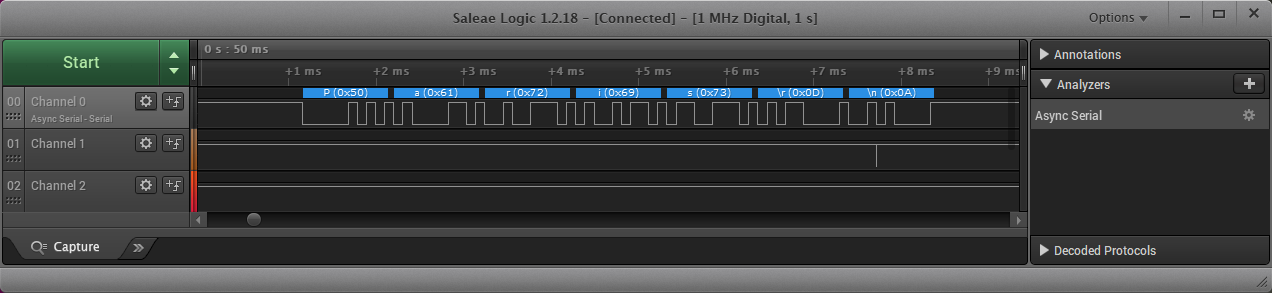 Saleae Logic 1.2.18 - [Connected] - [1 MHz Digital, 1 s]
Options
Start
0 s : 50 ms
+1 ms +2 ms +3 ms +4 ms +5 ms +6 ms +7 ms +8 ms +9 ms
Annotations
Analyzers
Async Serial
Decoded Protocols
00 Channel 0
Async Serial - Serial
P (0x50) a (0x61) r (0x72) i (0x69) s (0x73) \r (0x0D) \n (0x0A)
01 Channel 1
02 Channel 2
Capture